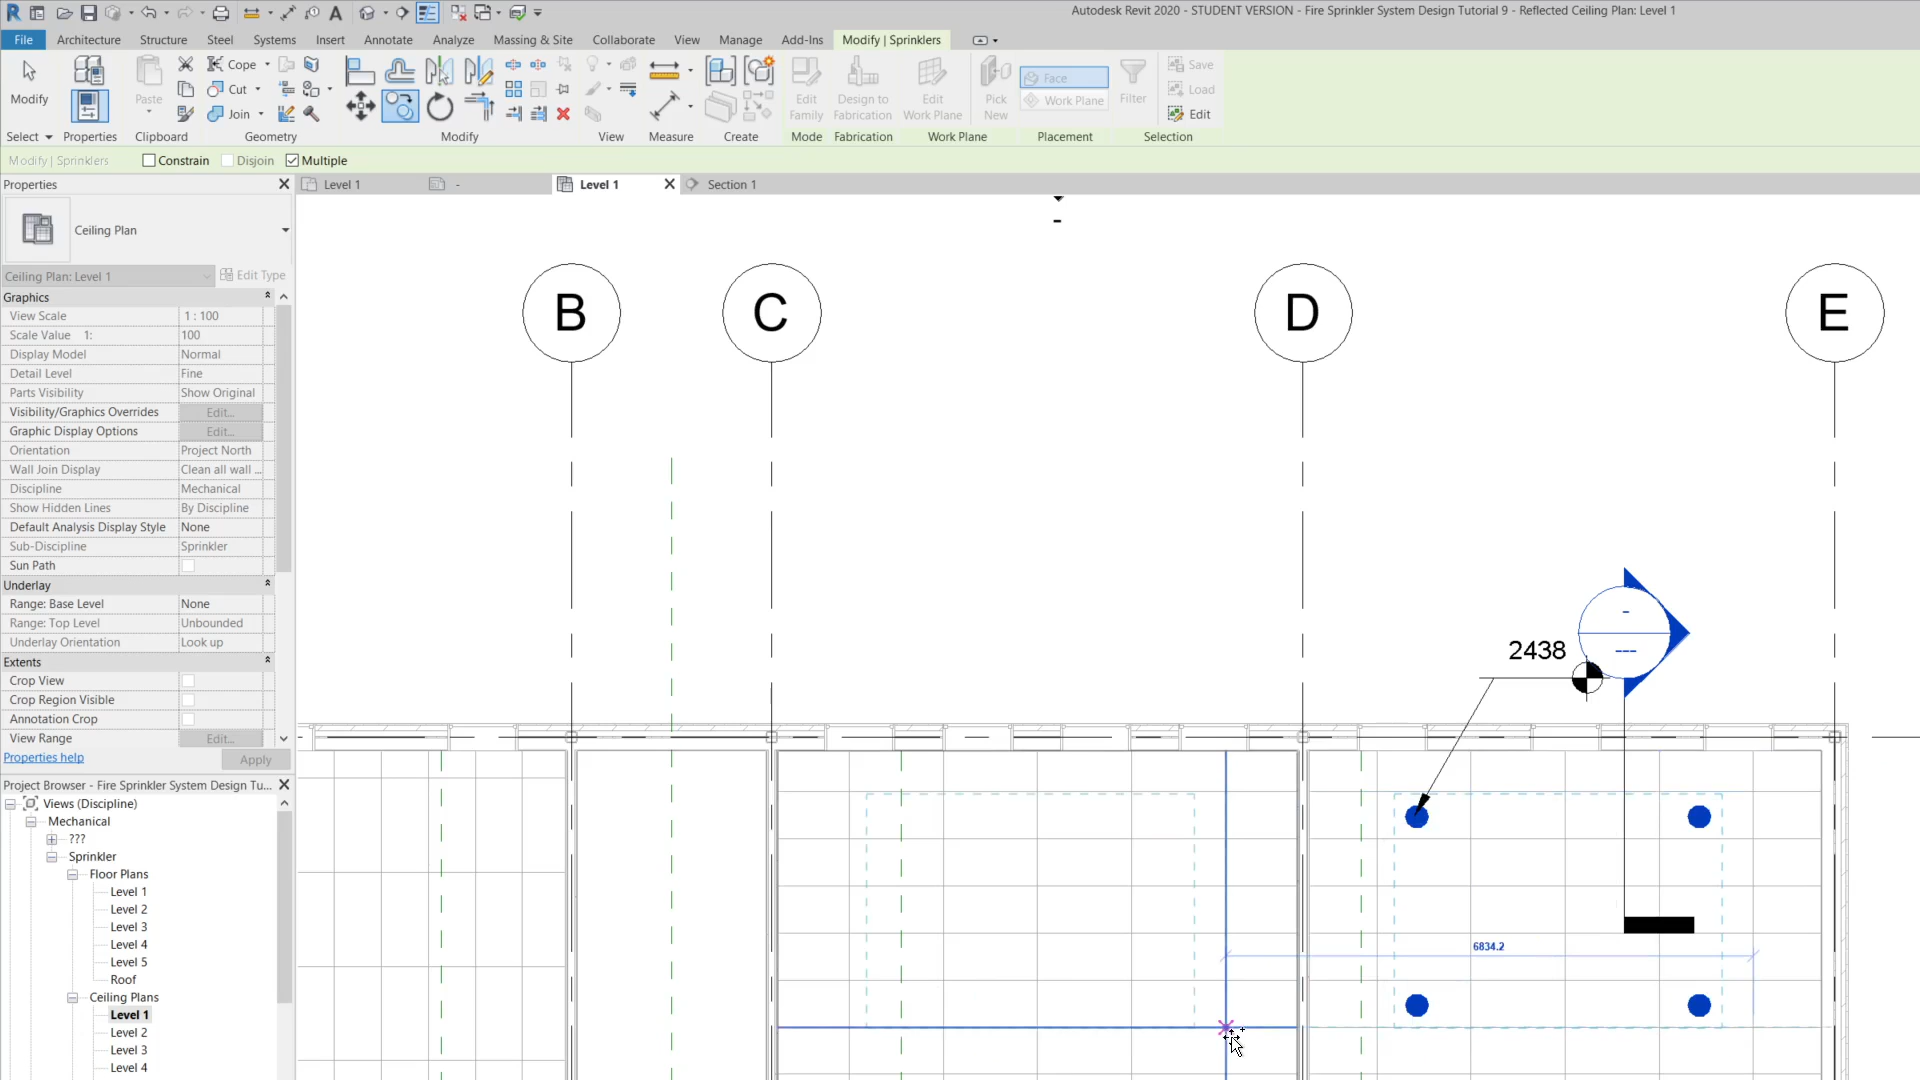 Autodesk Revit 2020 - STUDENT VERSION - Fire Sprinkler System Design Tutorial 9 - Reflected Ceiling Plan: Level 1
File Architecture Structure Steel Systems Insert Annotate Analyze Massing & Site Collaborate View Manage Add-Ins Modify | Sprinklers
Modify
Paste
Cope
Cut
Join
Edit Family
Design to Fabrication
Edit Work Plane
Pick New
Face
Work Plane
Filter
Save
Load
Edit
Select Properties Clipboard Geometry Modify View Measure Create Mode Fabrication Work Plane Placement Selection
Modify | Sprinklers Constrain Disjoin Multiple
Properties
Level 1 - Level 1 Section 1
Ceiling Plan
Ceiling Plan: Level 1 Edit Type
Graphics
View Scale 1 : 100
Scale Value 1: 100
Display Model Normal
Detail Level Fine
Parts Visibility Show Original
Visibility/Graphics Overrides Edit...
Graphic Display Options Edit...
Orientation Project North
Wall Join Display Clean all wall ...
Discipline Mechanical
Show Hidden Lines By Discipline
Default Analysis Display Style None
Sub-Discipline Sprinkler
Sun Path
Underlay
Range: Base Level None
Range: Top Level Unbounded
Underlay Orientation Look up
Extents
Crop View
Crop Region Visible
Annotation Crop
View Range Edit...
Properties help Apply
Project Browser - Fire Sprinkler System Design Tu...
Views (Discipline)
Mechanical
???
Sprinkler
Floor Plans
Level 1
Level 2
Level 3
Level 4
Level 5
Roof
Ceiling Plans
Level 1
Level 2
Level 3
Level 4
-
B C D E
-
---
2438
6834.2